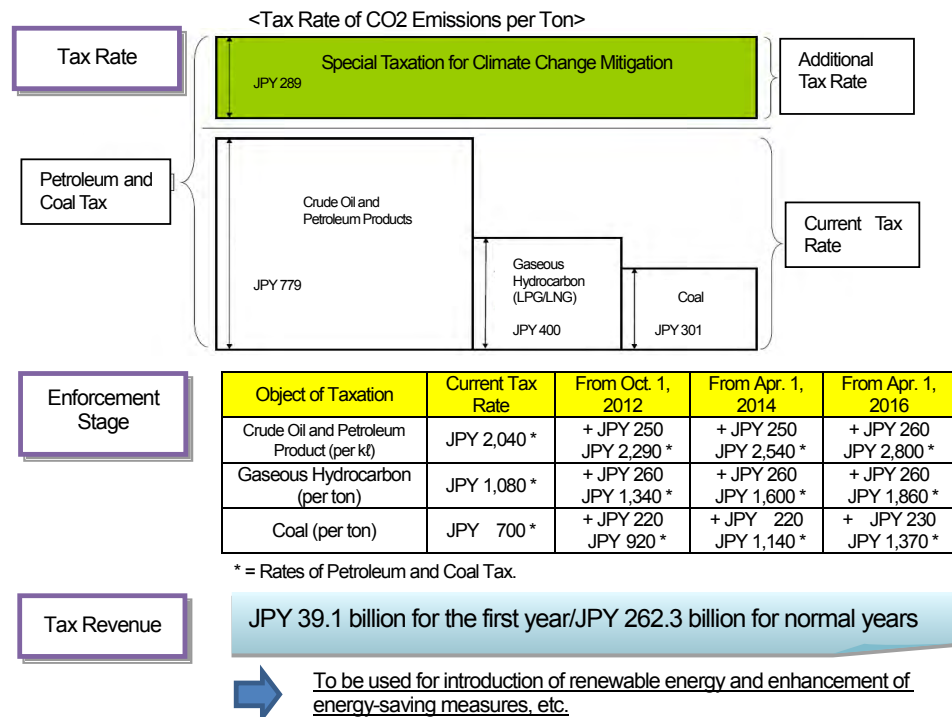 <Tax Rate of CO2 Emissions per Ton>
Tax Rate
Special Taxation for Climate Change Mitigation
JPY 289
Additional
Tax Rate
Petroleum and
Coal Tax
Crude Oil and
Petroleum Products
JPY 779
Gaseous
Hydrocarbon
(LPG/LNG)
JPY 400
Coal
JPY 301
Current Tax
Rate
Enforcement
Stage
Object of Taxation
Current Tax
Rate
From Oct. 1,
2012
From Apr. 1,
2014
From Apr. 1,
2016
Crude Oil and Petroleum
Product (per kℓ)
JPY 2,040 *
+ JPY 250
JPY 2,290 *
+ JPY 250
JPY 2,540 *
+ JPY 260
JPY 2,800 *
Gaseous Hydrocarbon
(per ton)
JPY 1,080 *
+ JPY 260
JPY 1,340 *
+ JPY 260
JPY 1,600 *
+ JPY 260
JPY 1,860 *
Coal (per ton)
JPY 700 *
+ JPY 220
JPY 920 *
+ JPY 220
JPY 1,140 *
+ JPY 230
JPY 1,370 *
* = Rates of Petroleum and Coal Tax.
Tax Revenue
JPY 39.1 billion for the first year/JPY 262.3 billion for normal years
To be used for introduction of renewable energy and enhancement of
energy-saving measures, etc.